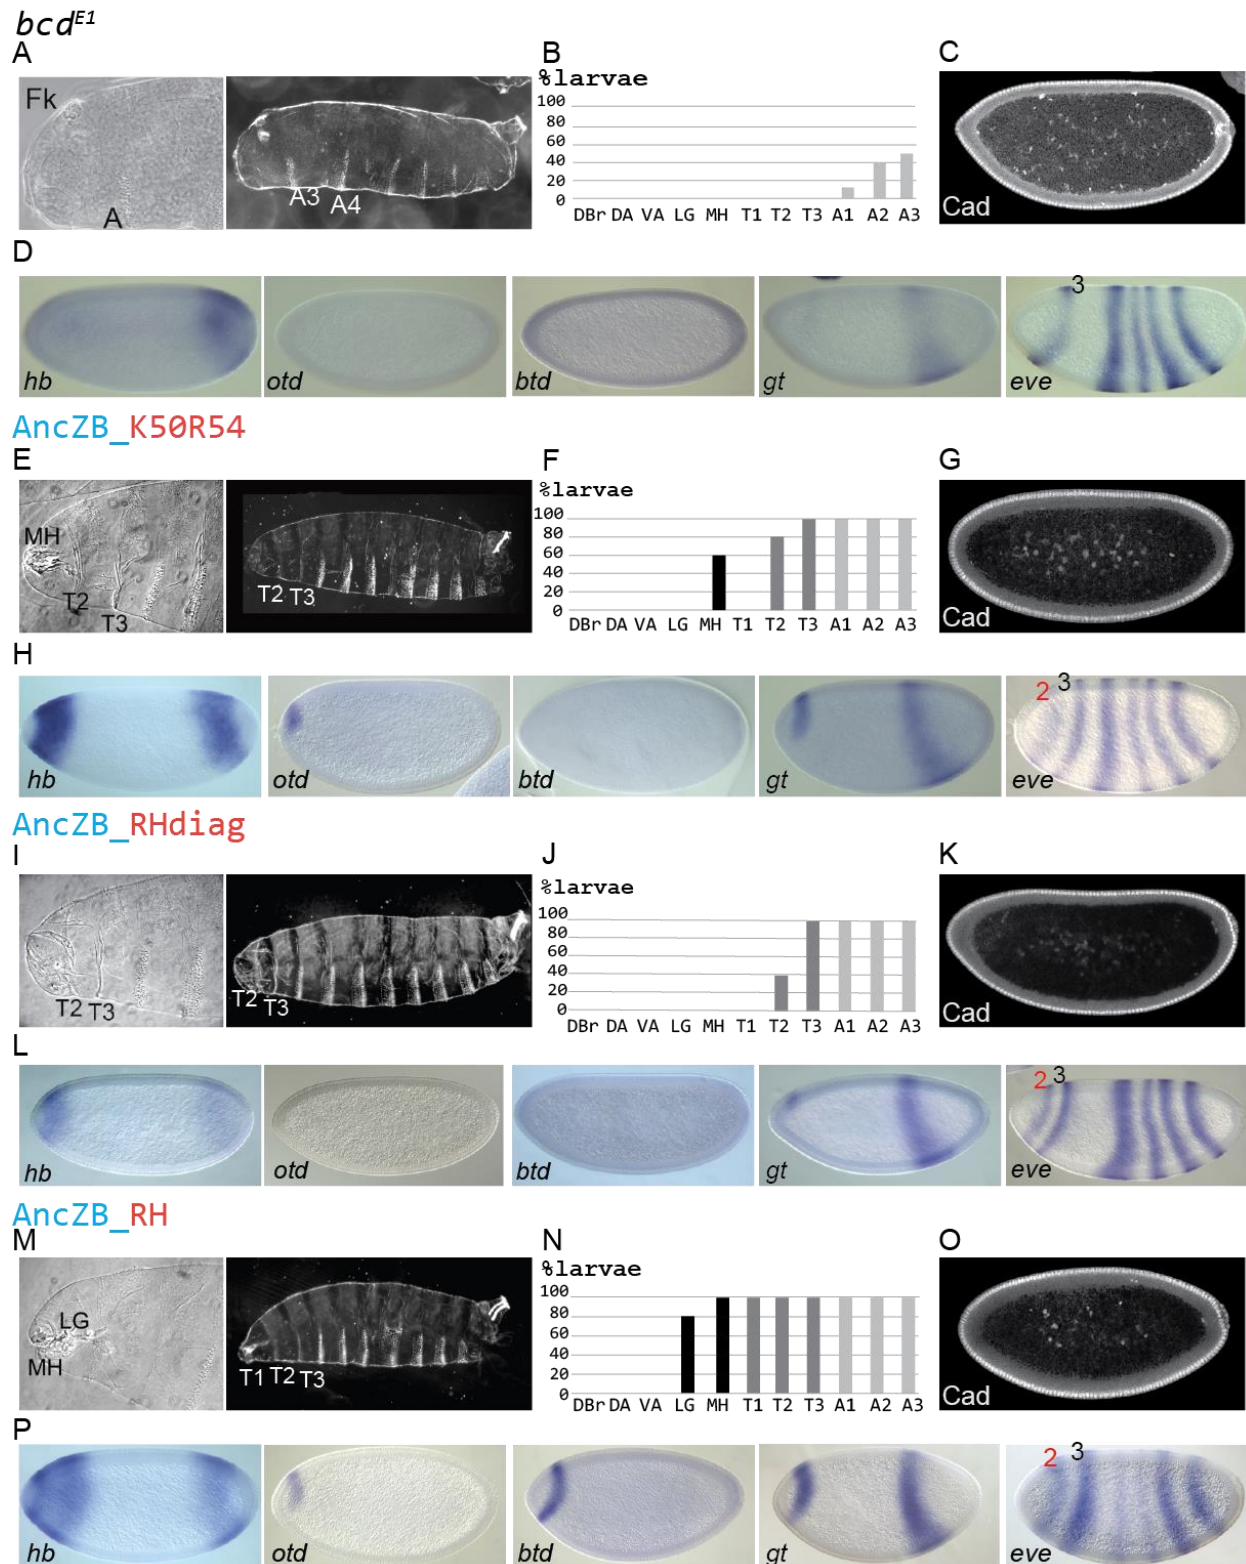 bcdE1
A B C
Fk
A
A3 A4
%larvae
100
80
60
40
20
0
DBr DA VA LG MH T1 T2 T3 A1 A2 A3
Cad
D
3
hb otd btd gt eve
AncZB_K50R54
E F G
MH
T2
T3
T2 T3
%larvae
100
80
60
40
20
0
DBr DA VA LG MH T1 T2 T3 A1 A2 A3
Cad
H
2 3
hb otd btd gt eve
AncZB_RHdiag
I J K
T2 T3
T2 T3
%larvae
100
80
60
40
20
0
DBr DA VA LG MH T1 T2 T3 A1 A2 A3
Cad
L
2 3
hb otd btd gt eve
AncZB_RH
M N O
LG
MH
T1 T2 T3
%larvae
100
80
60
40
20
0
DBr DA VA LG MH T1 T2 T3 A1 A2 A3
Cad
P
2 3
hb otd btd gt eve